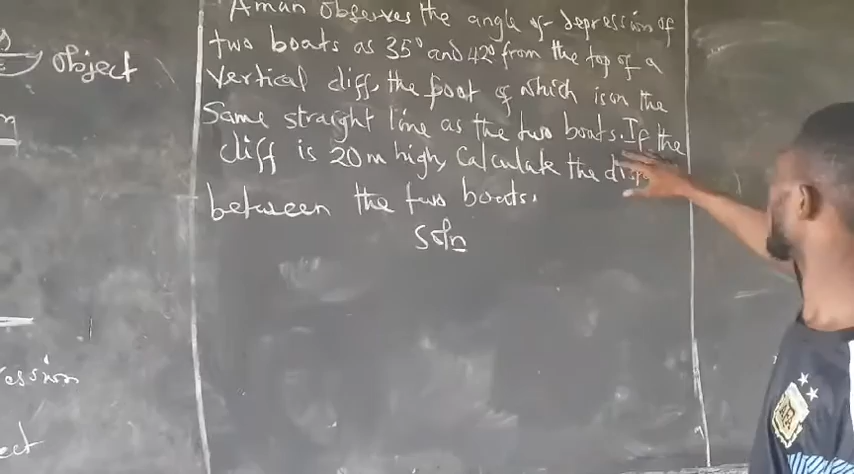 A man observes the angle of depression of
two boats as 35° and 42° from the top of a
vertical cliff, the foot of which is on the
Same straight line as the two boats. If the
cliff is 20m high, Calculate the
between the two boats.
Soln
object
ession
ect